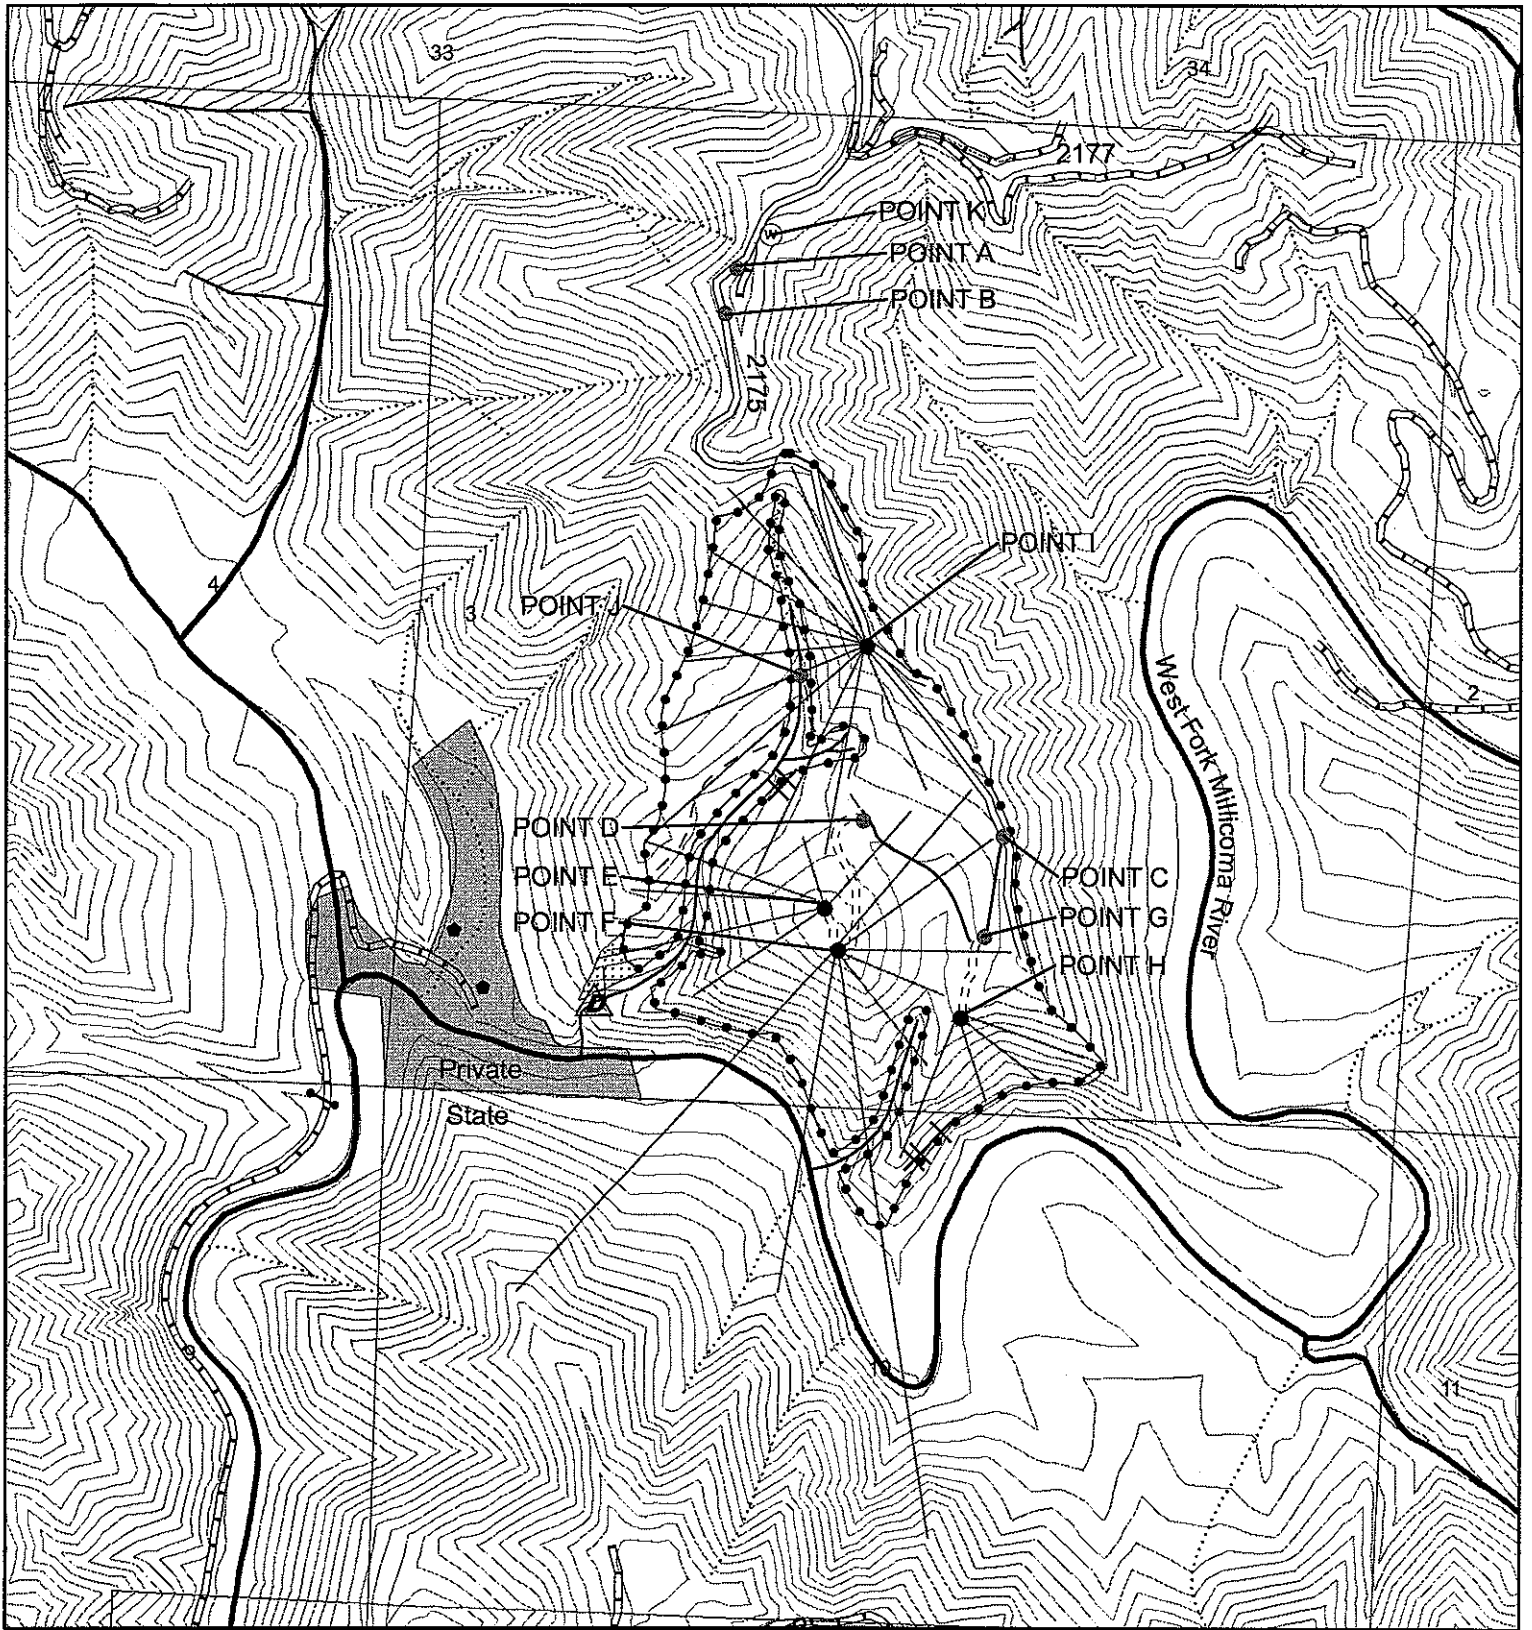 33
34
2177
POINT K
W
POINT A
POINT B
2175
POINT I
4
3
POINT J
West Fork Millicoma River
2
POINT D
POINT E
POINT C
POINT F
POINT G
POINT H
D
Private
State
9
10
11